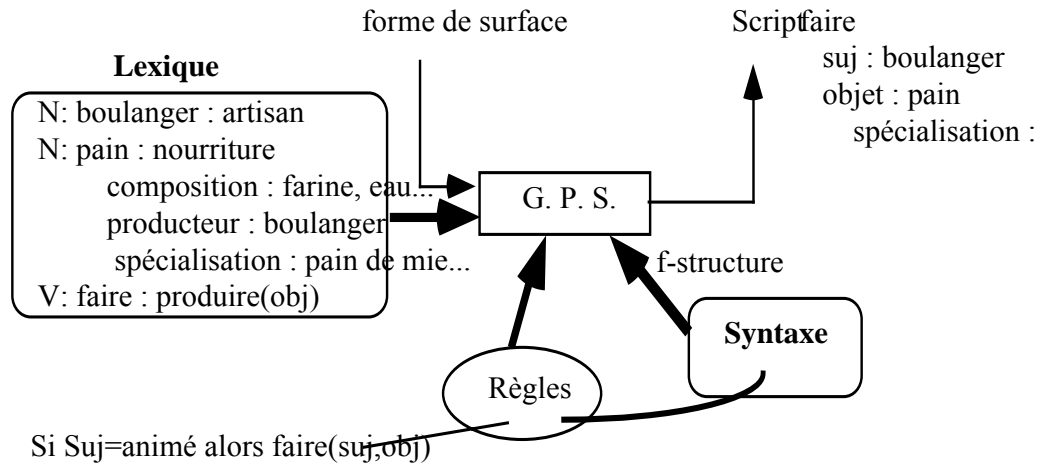 forme de surface
Scriptfaire
suj : boulanger
objet : pain
spécialisation :
Lexique
N: boulanger : artisan
N: pain : nourriture
composition : farine, eau...
producteur : boulanger
spécialisation : pain de mie...
V: faire : produire(obj)
G. P. S.
f-structure
Syntaxe
Règles
Si Suj=animé alors faire(suj,obj)